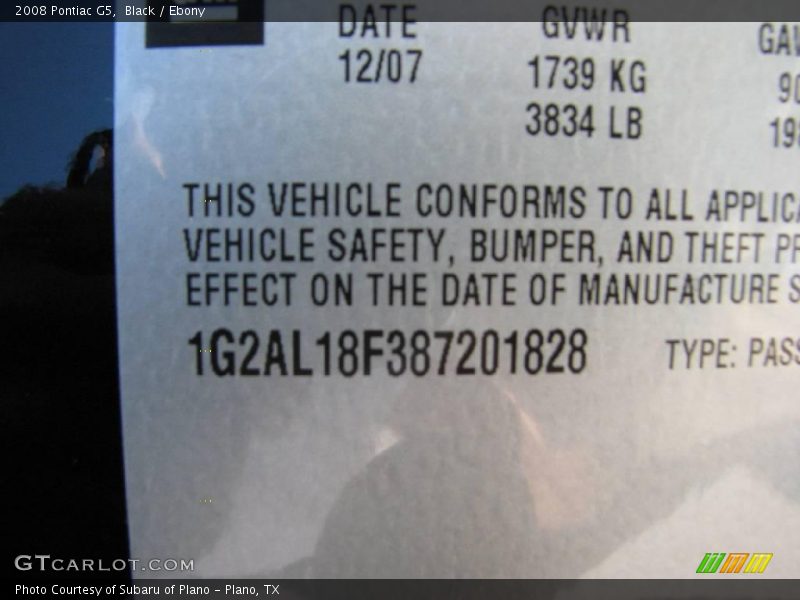 2008 Pontiac G5, Black / Ebony
DATE GVWR
12/07 1739 KG
3834 LB
THIS VEHICLE CONFORMS TO ALL
VEHICLE SAFETY, BUMPER, AND THEFT
EFFECT ON THE DATE OF MANUFACTURE
1G2AL18F387201828 TYPE:
GTCARLOT.COM
Photo Courtesy of Subaru of Plano - Plano, TX